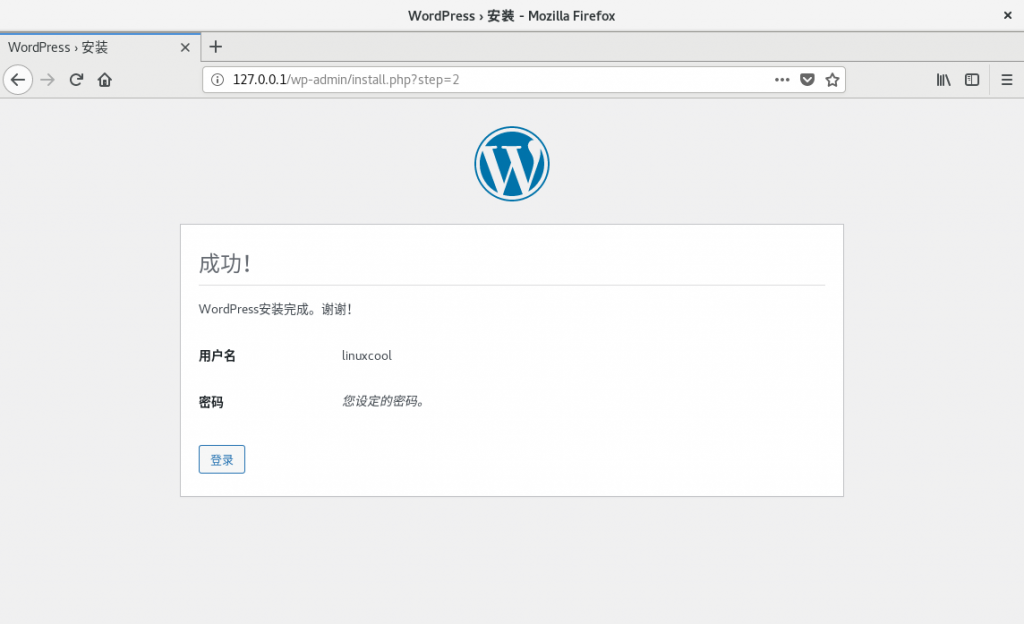 WordPress › 安装 - Mozilla Firefox
WordPress › 安装
127.0.0.1/wp-admin/install.php?step=2
成功！
WordPress安装完成。谢谢！
用户名 linuxcool
密码 您设定的密码。
登录